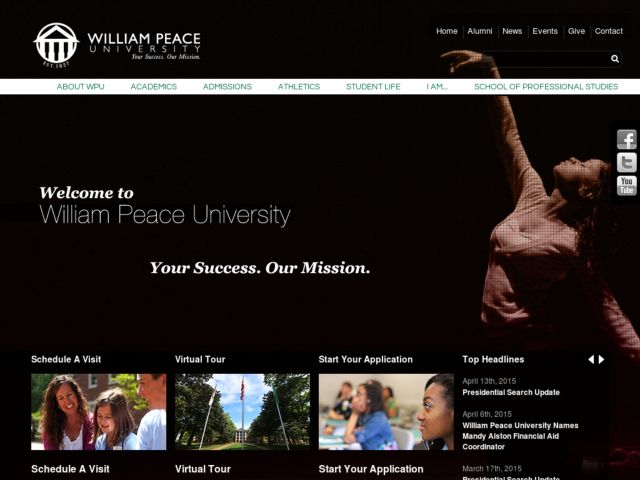 WILLIAM PEACE
UNIVERSITY
Your Success. Our Mission.
EST. 1857
Home Alumni News Events Give Contact
ABOUT WPU ACADEMICS ADMISSIONS ATHLETICS STUDENT LIFE I AM... SCHOOL OF PROFESSIONAL STUDIES
f
t
You
Tube
Welcome to
William Peace University
Your Success. Our Mission.
Schedule A Visit
Virtual Tour
Start Your Application
Top Headlines
April 13th, 2015
Presidential Search Update
April 6th, 2015
William Peace University Names
Mandy Alston Financial Aid
Coordinator
March 17th, 2015
Presidential Search Update
Schedule A Visit
Virtual Tour
Start Your Application